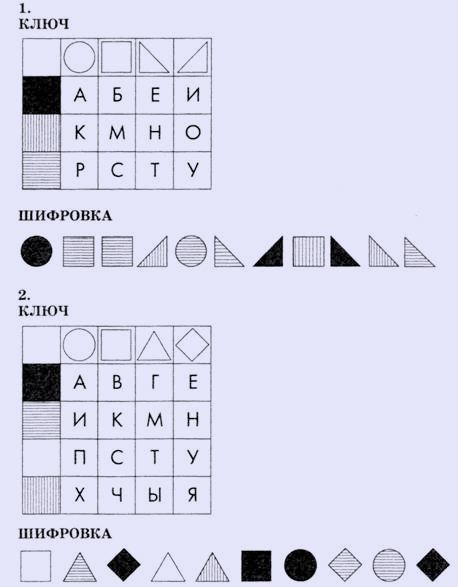 1.
КЛЮЧ
А Б Е И
К М Н О
Р С Т У
ШИФРОВКА
2.
КЛЮЧ
А В Г Е
И К М Н
П С Т У
Х Ч Ы Я
ШИФРОВКА